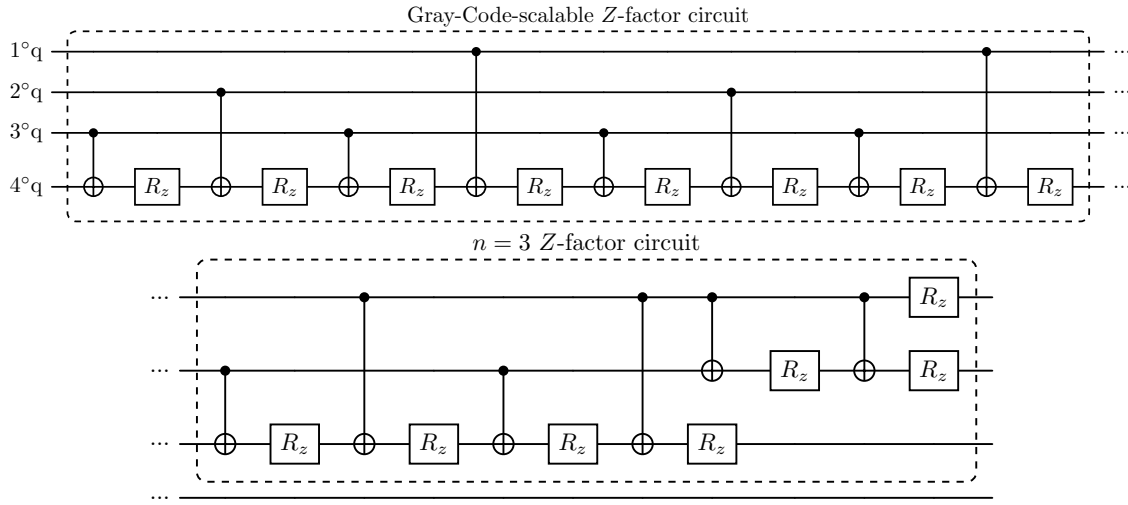 Gray-Code-scalable Z-factor circuit
1°q ...
2°q ...
3°q ...
4°q R_z R_z R_z R_z R_z R_z R_z R_z ...
n = 3 Z-factor circuit
... R_z
... R_z R_z
... R_z R_z R_z R_z
...